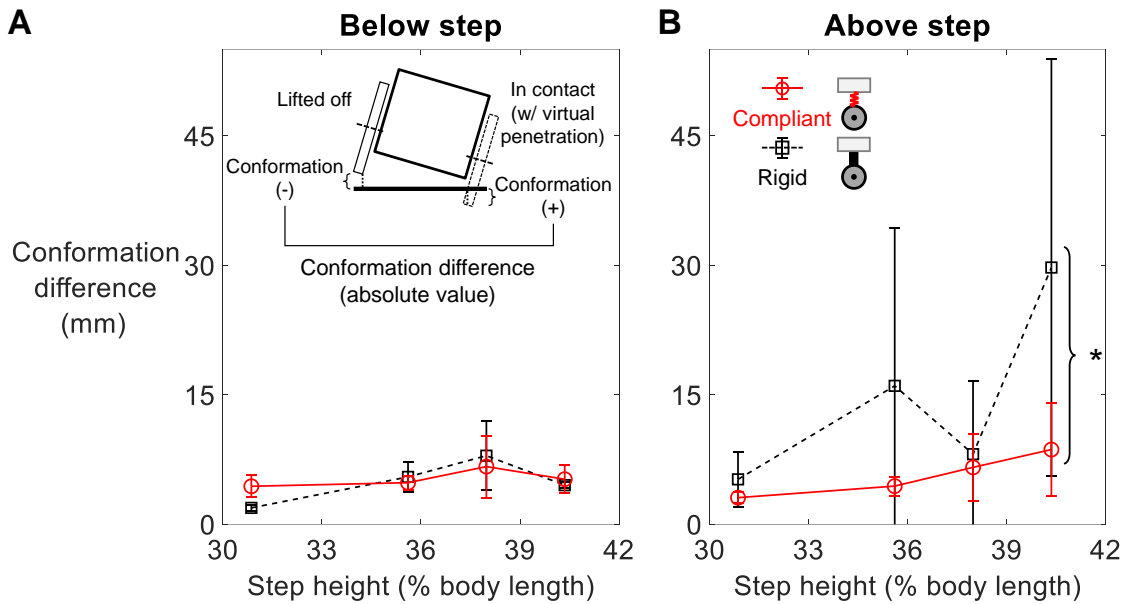 A
Below step
Lifted off
In contact
(w/ virtual
penetration)
Conformation
(-)
Conformation
(+)
Conformation difference
(absolute value)
Conformation
difference
(mm)
45
30
15
0
30
33
36
39
42
Step height (% body length)
B
Above step
Compliant
Rigid
*
45
30
15
0
30
33
36
39
42
Step height (% body length)